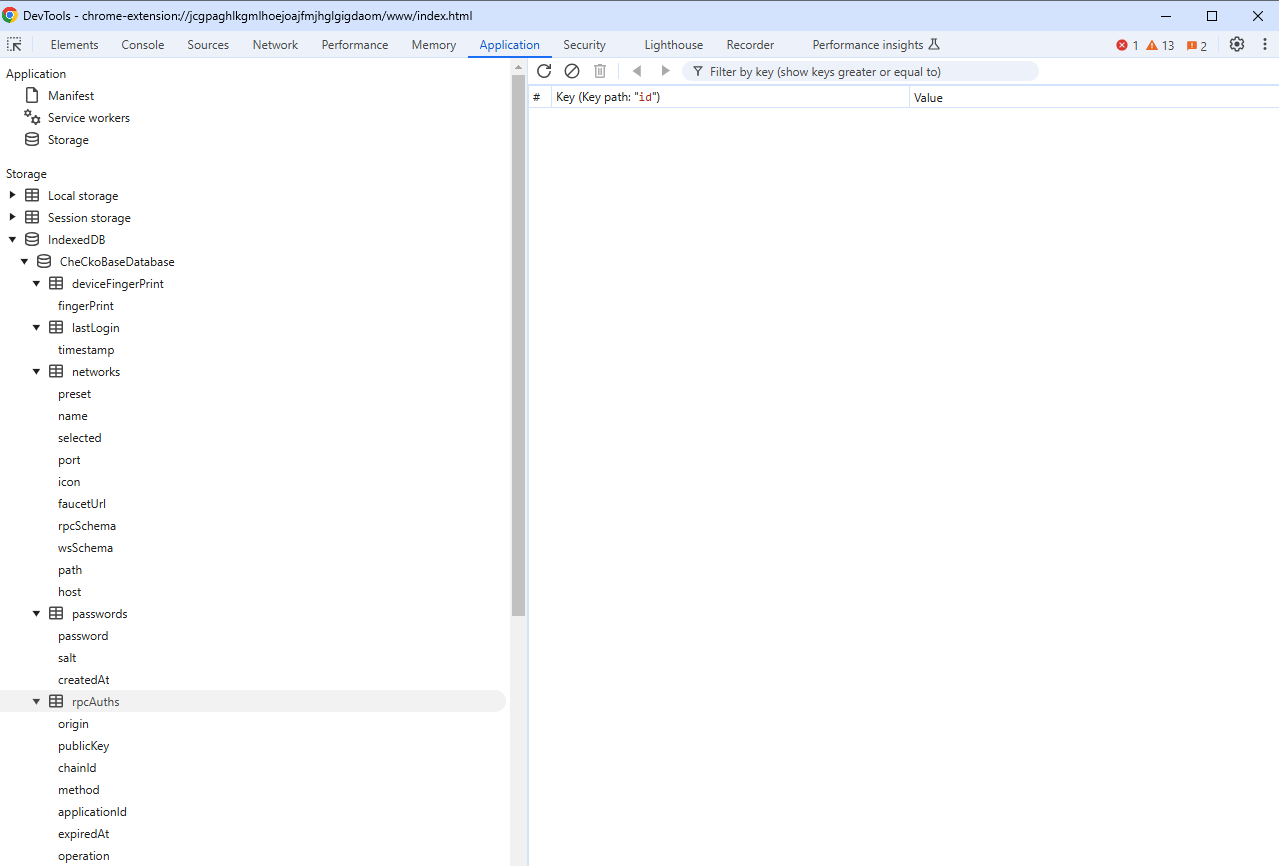 DevTools - chrome-extension://jcgpaghlkgmlhoejoajfmjhglgigdaom/www/index.html
Elements Console Sources Network Performance Memory Application Security Lighthouse Recorder Performance insights 1 13 2
Application
Manifest
Service workers
Storage
Storage
Local storage
Session storage
IndexedDB
CheCkoBaseDatabase
deviceFingerPrint
fingerPrint
lastLogin
timestamp
networks
preset
name
selected
port
icon
faucetUrl
rpcSchema
wsSchema
path
host
passwords
password
salt
createdAt
rpcAuths
origin
publicKey
chainId
method
applicationId
expiredAt
operation
Filter by key (show keys greater or equal to)
# Key (Key path: "id") Value